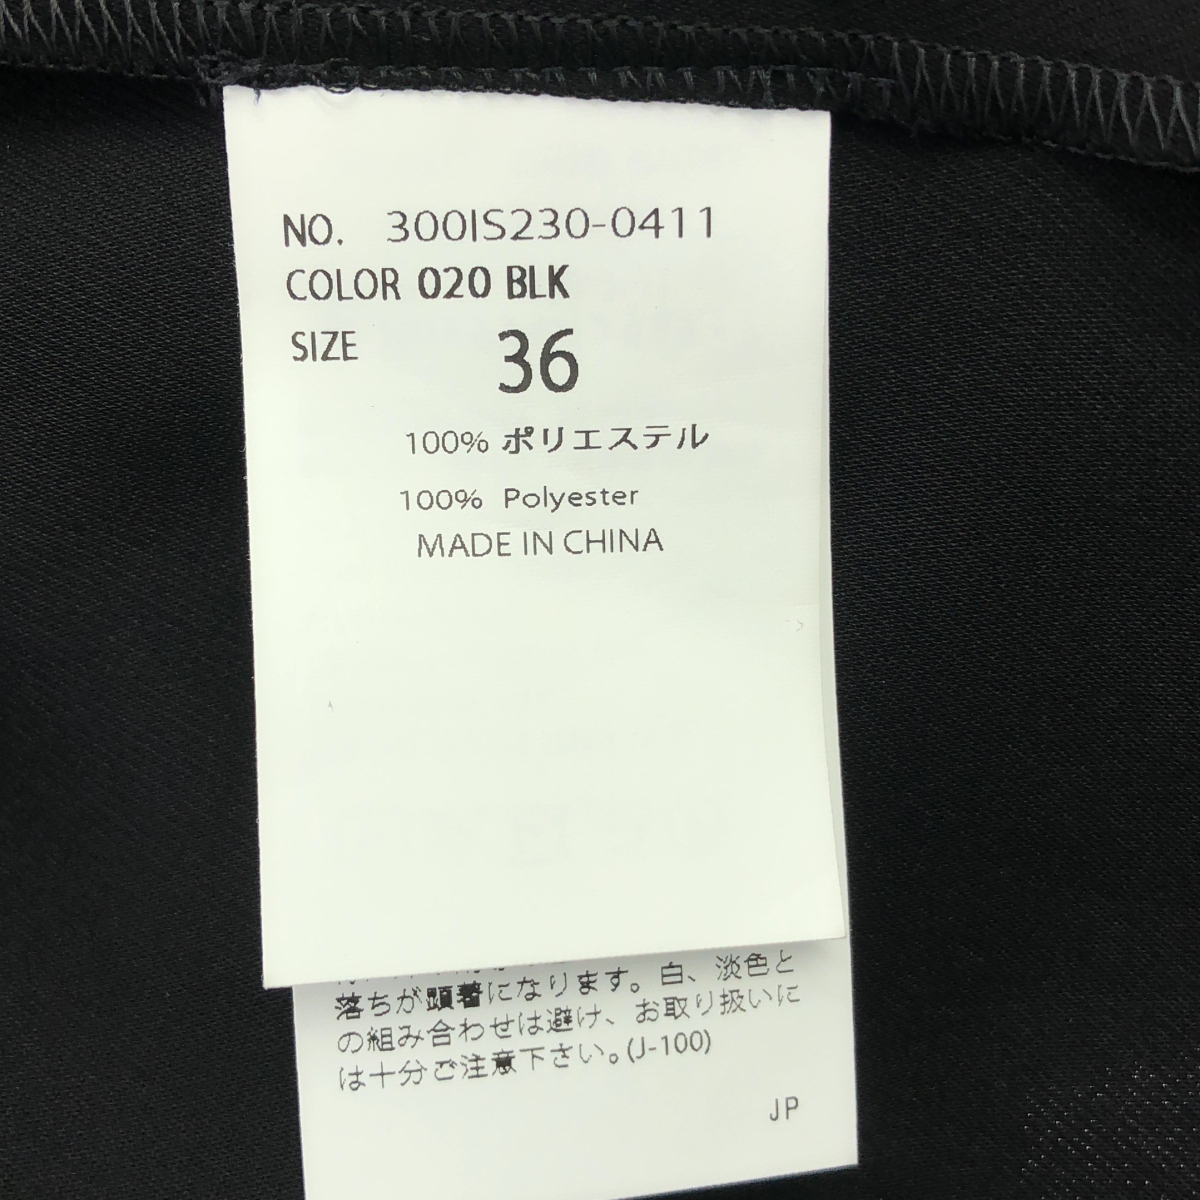 NO. 300IS230-0411
COLOR 020 BLK
SIZE 36
100% ポリエステル
100% Polyester
MADE IN CHINA
落ちが顕著になります。白、淡色と
の組み合わせは避け、お取り扱いに
は十分ご注意下さい。(J-100)
JP